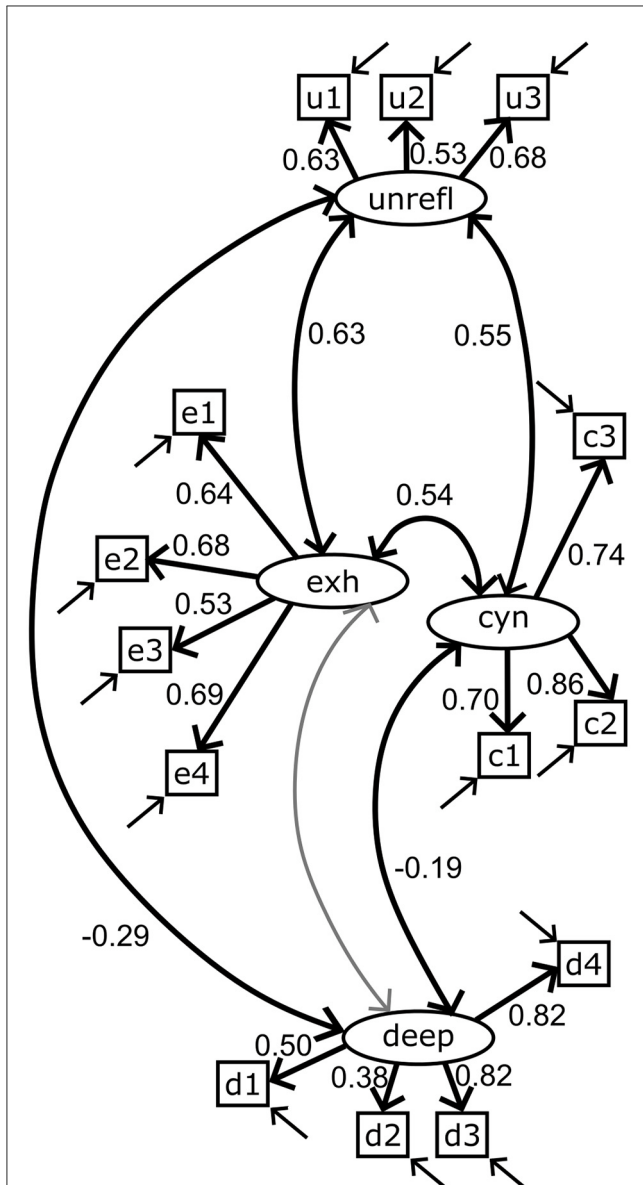 u1 u2 u3
0.63 0.53 0.68
unrefl
0.63 0.55
e1
c3
0.64
0.54
e2 0.68
0.74
exh
0.53
cyn
e3
0.69
0.70 0.86
c2
c1
e4
-0.19
-0.29
d4
0.82
deep
0.50
0.38 0.82
d1
d2 d3